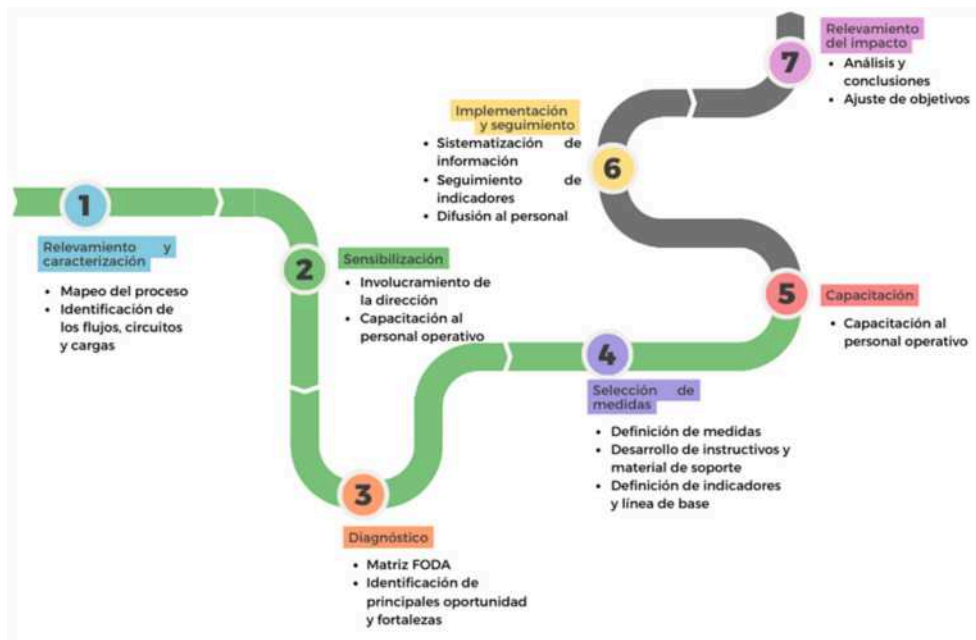 1
Relevamiento y
caracterización
• Mapeo del proceso
• Identificación de
los flujos, circuitos
y cargas
2
Sensibilización
• Involucramiento de
la dirección
• Capacitación al
personal operativo
3
Diagnóstico
• Matriz FODA
• Identificación de
principales oportunidad
y fortalezas
4
Selección de
medidas
• Definición de medidas
• Desarrollo de instructivos y
material de soporte
• Definición de indicadores
y línea de base
5
Capacitación
• Capacitación al
personal operativo
6
Implementación
y seguimiento
• Sistematización de
información
• Seguimiento de
indicadores
• Difusión al personal
7
Relevamiento
del impacto
• Análisis y
conclusiones
• Ajuste de objetivos